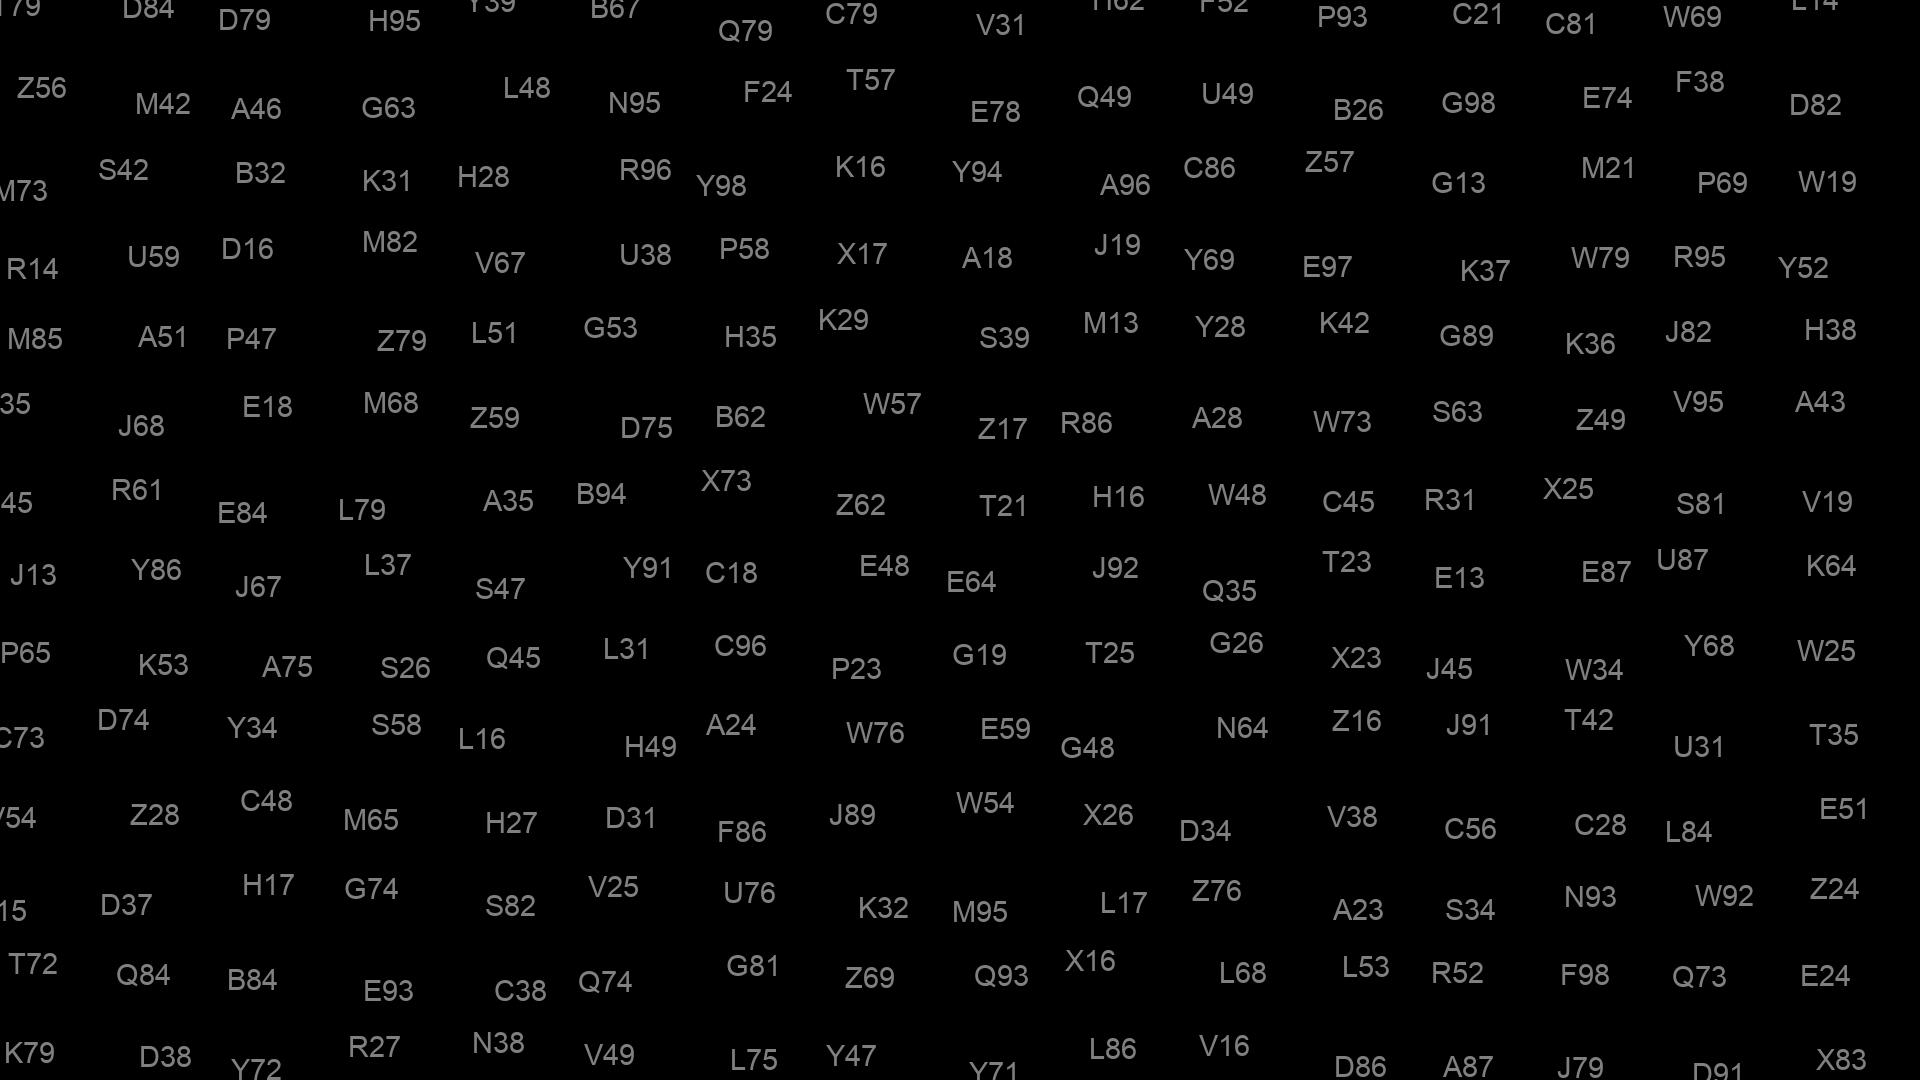 D84 D79 H95 Y39 B67 Q79 C79 V31 H62 F52 P93 C21 C81 W69 L14
Z56 M42 A46 G63 L48 N95 F24 T57 E78 Q49 U49 B26 G98 E74 F38 D82
M73 S42 B32 K31 H28 R96 Y98 K16 Y94 A96 C86 Z57 G13 M21 P69 W19
R14 U59 D16 M82 V67 U38 P58 X17 A18 J19 Y69 E97 K37 W79 R95 Y52
M85 A51 P47 Z79 L51 G53 H35 K29 S39 M13 Y28 K42 G89 K36 J82 H38
35 J68 E18 M68 Z59 D75 B62 W57 Z17 R86 A28 W73 S63 Z49 V95 A43
45 R61 E84 L79 A35 B94 X73 Z62 T21 H16 W48 C45 R31 X25 S81 V19
J13 Y86 J67 L37 S47 Y91 C18 E48 E64 J92 Q35 T23 E13 E87 U87 K64
P65 K53 A75 S26 Q45 L31 C96 P23 G19 T25 G26 X23 J45 W34 Y68 W25
C73 D74 Y34 S58 L16 H49 A24 W76 E59 G48 N64 Z16 J91 T42 U31 T35
V54 Z28 C48 M65 H27 D31 F86 J89 W54 X26 D34 V38 C56 C28 L84 E51
15 D37 H17 G74 S82 V25 U76 K32 M95 L17 Z76 A23 S34 N93 W92 Z24
T72 Q84 B84 E93 C38 Q74 G81 Z69 Q93 X16 L68 L53 R52 F98 Q73 E24
K79 D38 Y72 R27 N38 V49 L75 Y47 Y71 L86 V16 D86 A87 J79 D91 X83